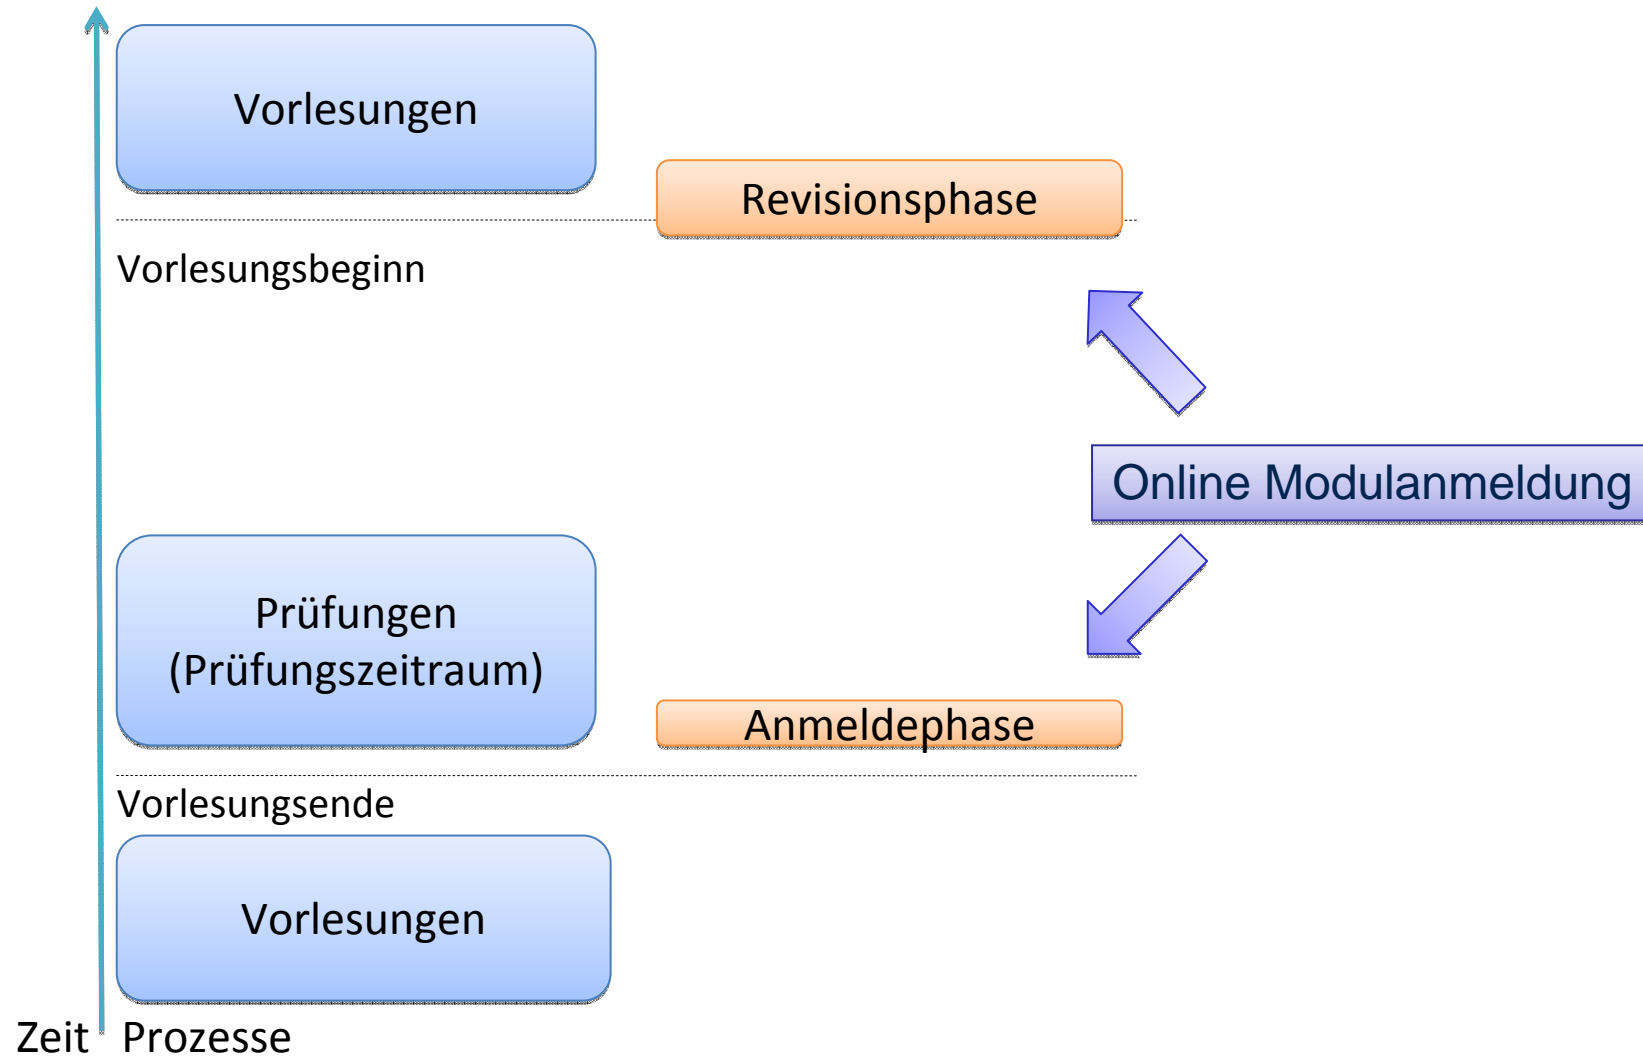 Vorlesungen
Revisionsphase
Vorlesungsbeginn
Online Modulanmeldung
Prüfungen
(Prüfungszeitraum)
Anmeldephase
Vorlesungsende
Vorlesungen
Zeit Prozesse